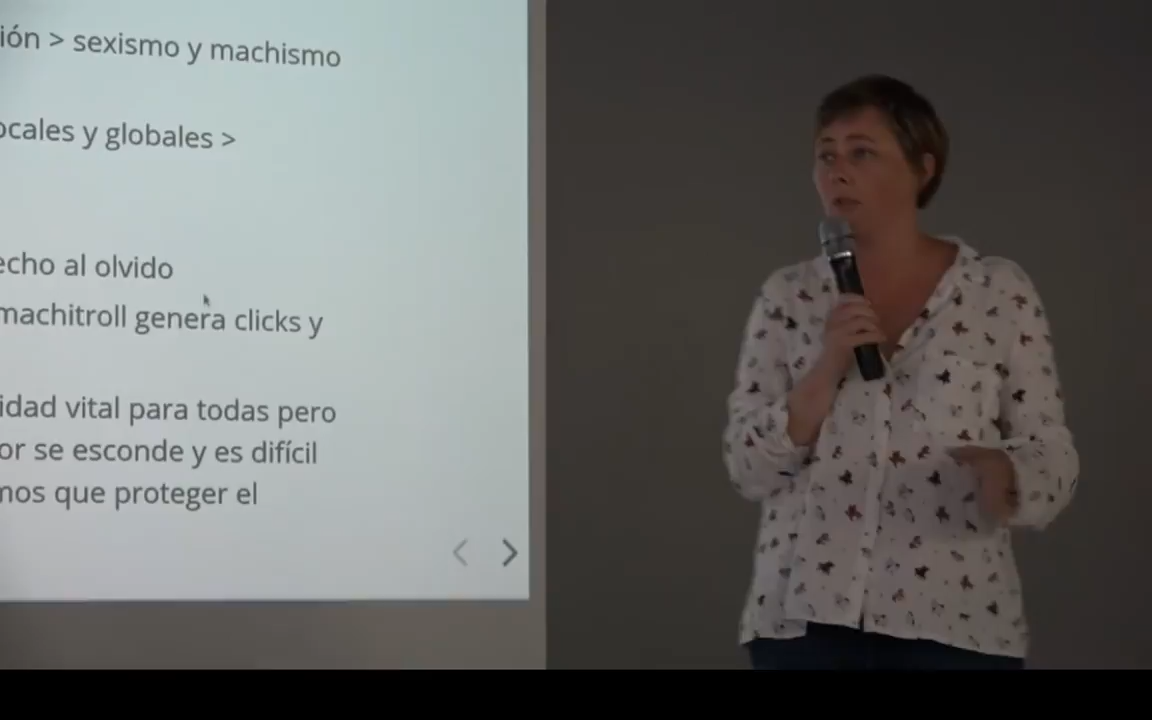 ión > sexismo y machismo
ocales y globales >
echo al olvido
machitroll genera clicks y
idad vital para todas pero
or se esconde y es difícil
mos que proteger el